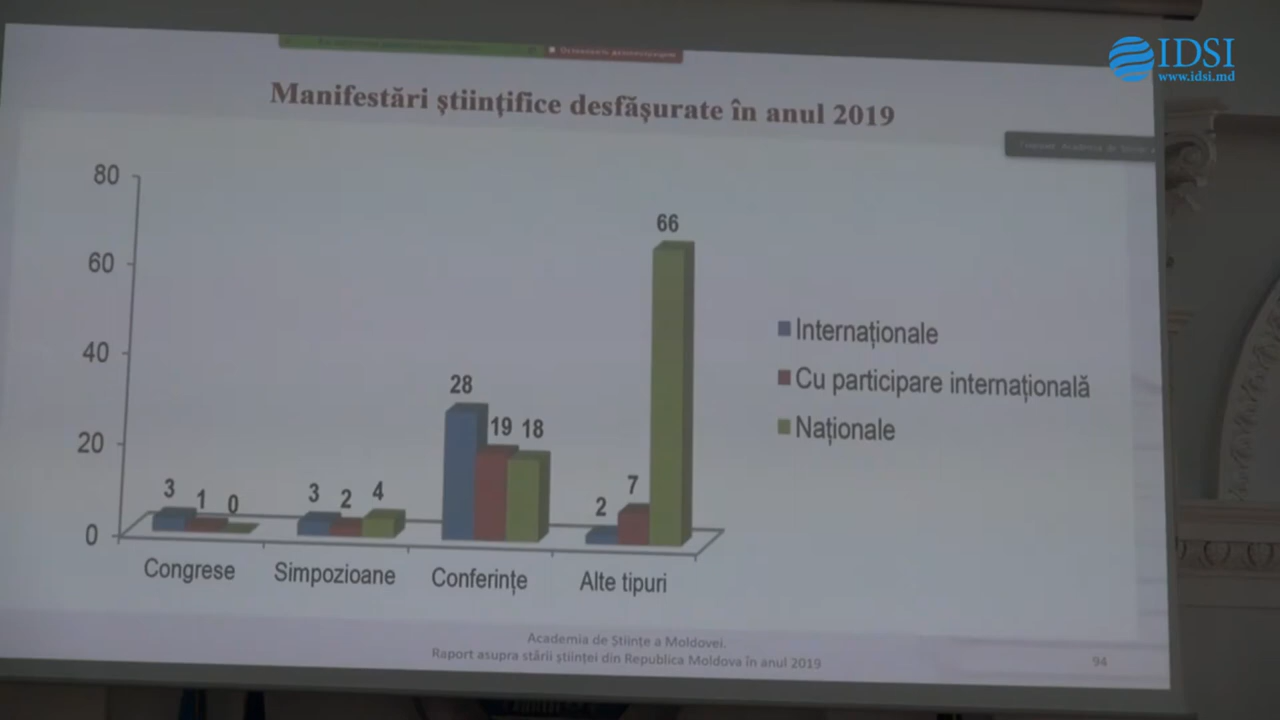 IDSI
www.idsi.md
Manifestări științifice desfășurate în anul 2019
80
60
40
20
0
3 1 0
3 2 4
28 19 18
2 7 66
Congrese Simpozioane Conferințe Alte tipuri
Internaționale
Cu participare internațională
Naționale
Academia de Științe a Moldovei.
Raport asupra stării științei din Republica Moldova în anul 2019
94